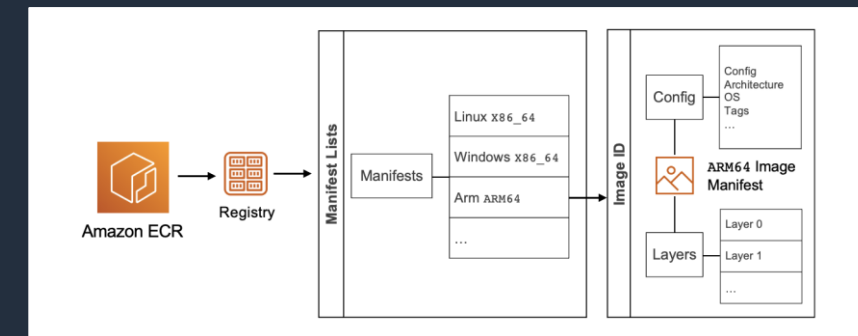 Amazon ECR
Registry
Manifest Lists
Manifests
Linux X86_64
Windows X86_64
Arm ARM64
...
Image ID
Config
Config
Architecture
OS
Tags
...
ARM64 Image
Manifest
Layers
Layer 0
Layer 1
...